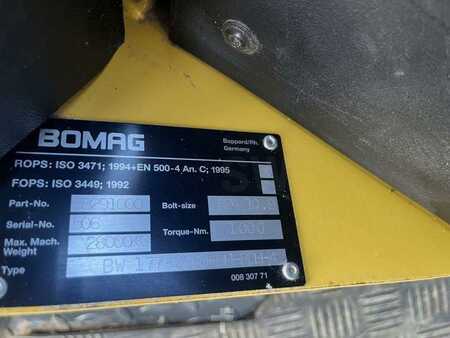 BOMAG
Boppard/Rh.
Germany
ROPS: ISO 3471; 1994+EN 500-4 An. C; 1995
FOPS: ISO 3449; 1992
Part-No.
Bolt-size
Serial-No.
Torque-Nm. 1000
Max. Mach.
Weight
Type
008 307 71